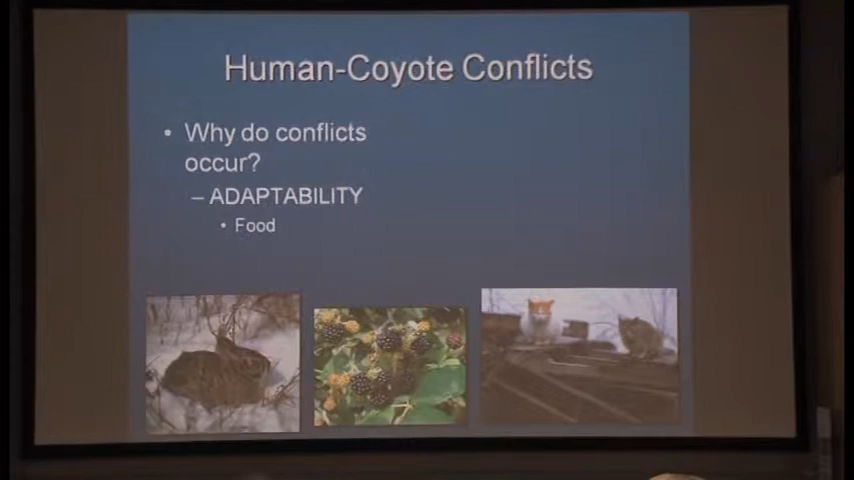 Human-Coyote Conflicts
• Why do conflicts
occur?
– ADAPTABILITY
• Food